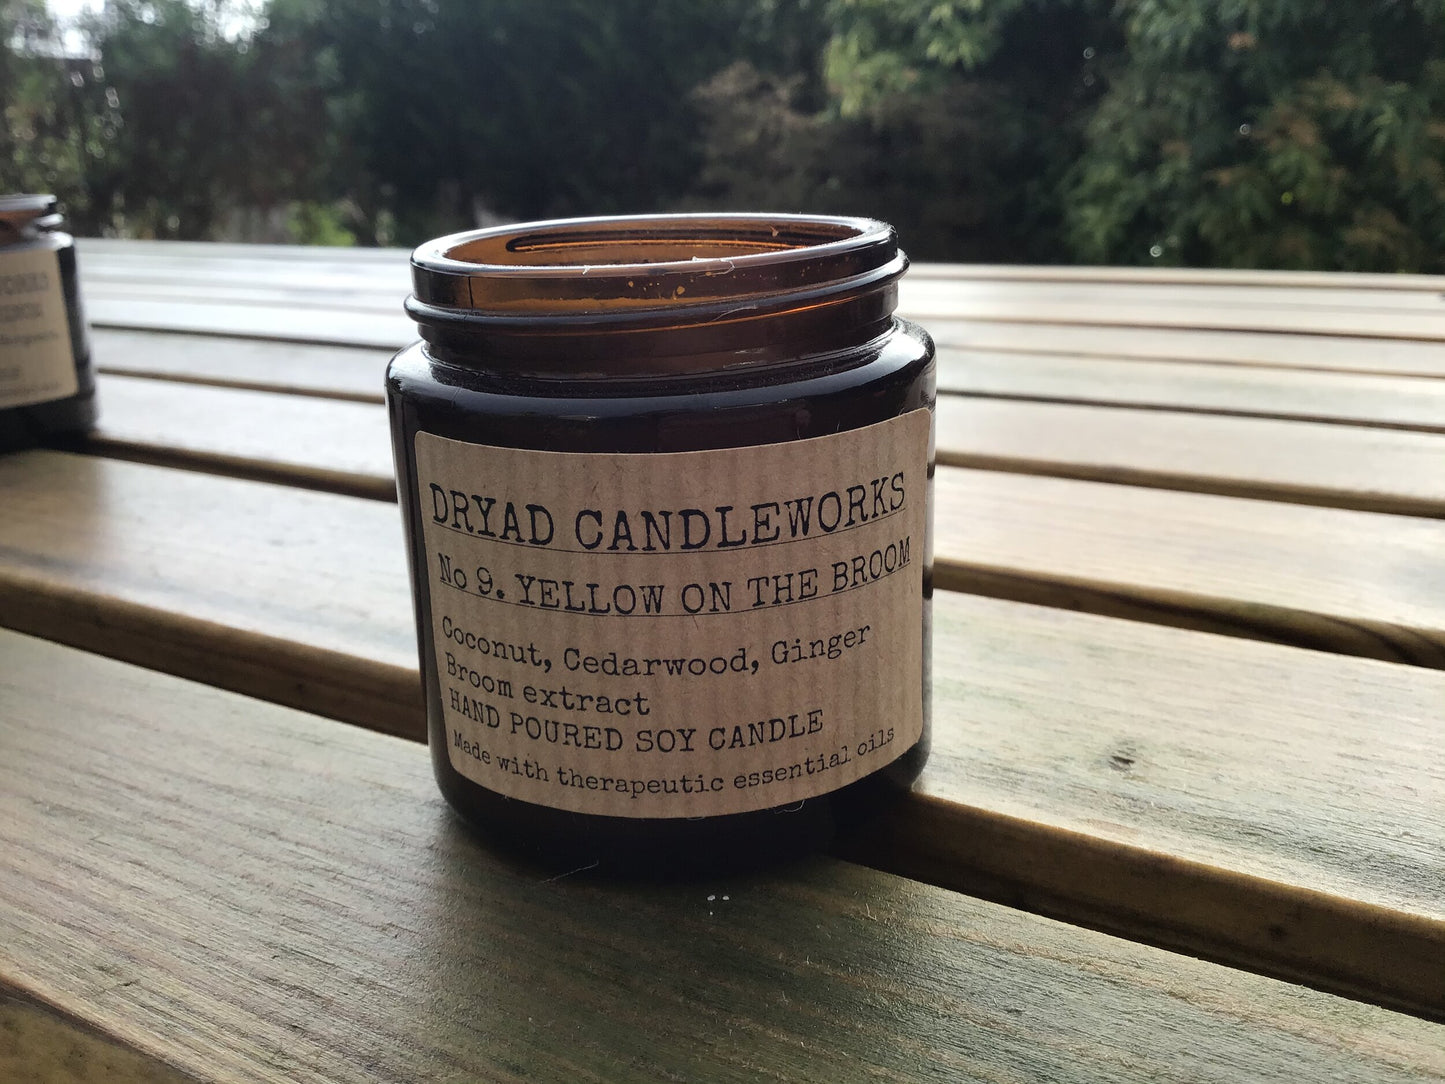 DRYAD CANDLEWORKS
No 9. YELLOW ON THE BROOM
Coconut, Cedarwood, Ginger
Broom extract
HAND POURED SOY CANDLE
Made with therapeutic essential oils